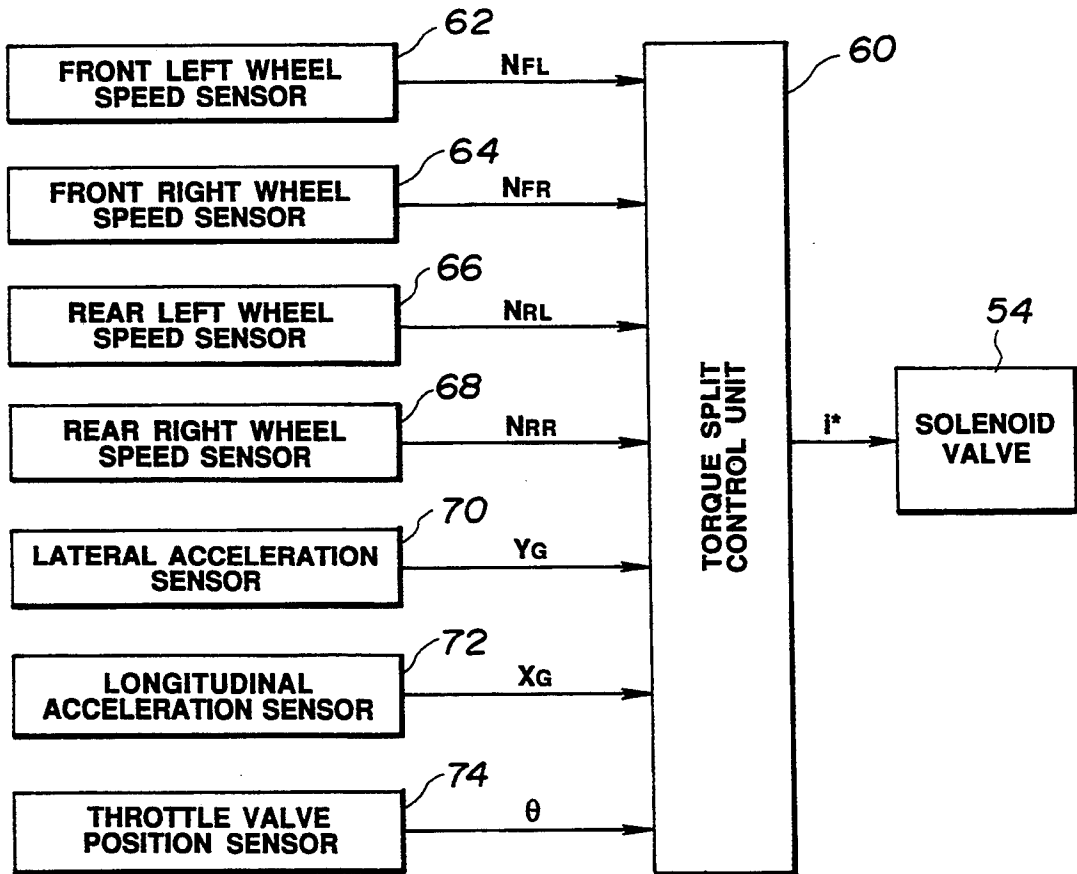 62
FRONT LEFT WHEEL
SPEED SENSOR
NFL
60
64
FRONT RIGHT WHEEL
SPEED SENSOR
NFR
66
REAR LEFT WHEEL
SPEED SENSOR
NRL
68
REAR RIGHT WHEEL
SPEED SENSOR
NRR
70
LATERAL ACCELERATION
SENSOR
YG
72
LONGITUDINAL
ACCELERATION SENSOR
XG
74
THROTTLE VALVE
POSITION SENSOR
θ
TORQUE SPLIT
CONTROL UNIT
i*
54
SOLENOID
VALVE